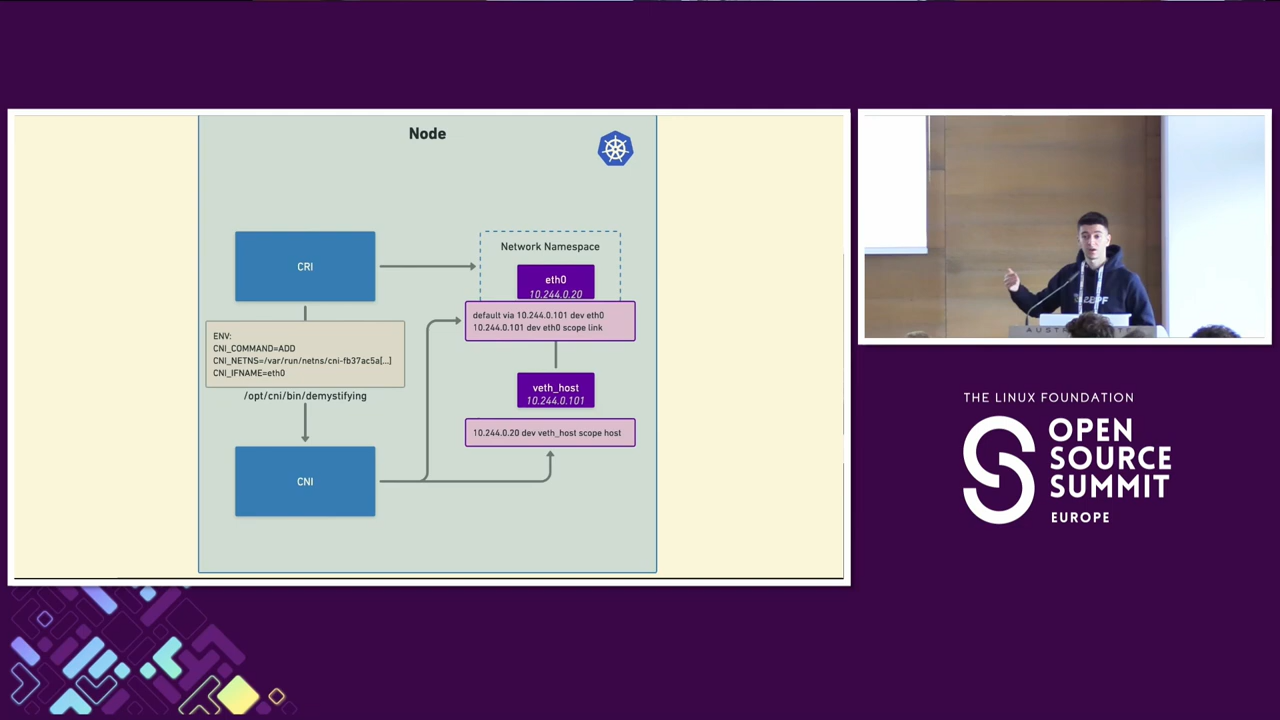 Node
CRI
Network Namespace
eth0
10.244.0.20
default via 10.244.0.101 dev eth0
10.244.0.101 dev eth0 scope link
ENV:
CNI_COMMAND=ADD
CNI_NETNS=/var/run/netns/cni-fb37ac5a[...]
CNI_IFNAME=eth0
/opt/cni/bin/demystifying
veth_host
10.244.0.101
10.244.0.20 dev veth_host scope host
CNI
THE LINUX FOUNDATION
OPEN
SOURCE
SUMMIT
EUROPE